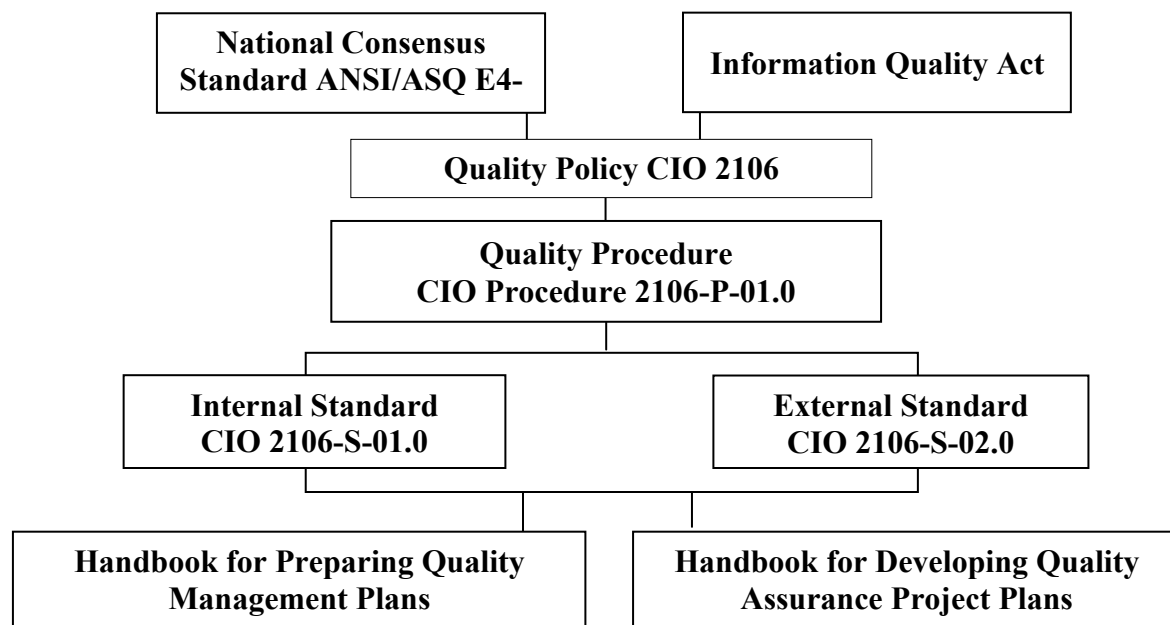 National Consensus
Standard ANSI/ASQ E4-
Information Quality Act
Quality Policy CIO 2106
Quality Procedure
CIO Procedure 2106-P-01.0
Internal Standard
CIO 2106-S-01.0
External Standard
CIO 2106-S-02.0
Handbook for Preparing Quality
Management Plans
Handbook for Developing Quality
Assurance Project Plans